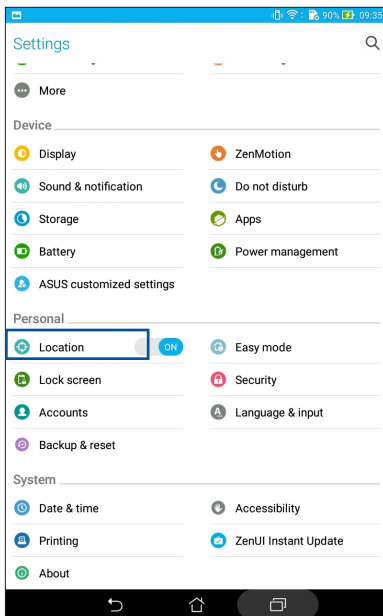 90% 09:35
Settings
More
Device
Display ZenMotion
Sound & notification Do not disturb
Storage Apps
Battery Power management
ASUS customized settings
Personal
Location ON Easy mode
Lock screen Security
Accounts Language & input
Backup & reset
System
Date & time Accessibility
Printing ZenUI Instant Update
About